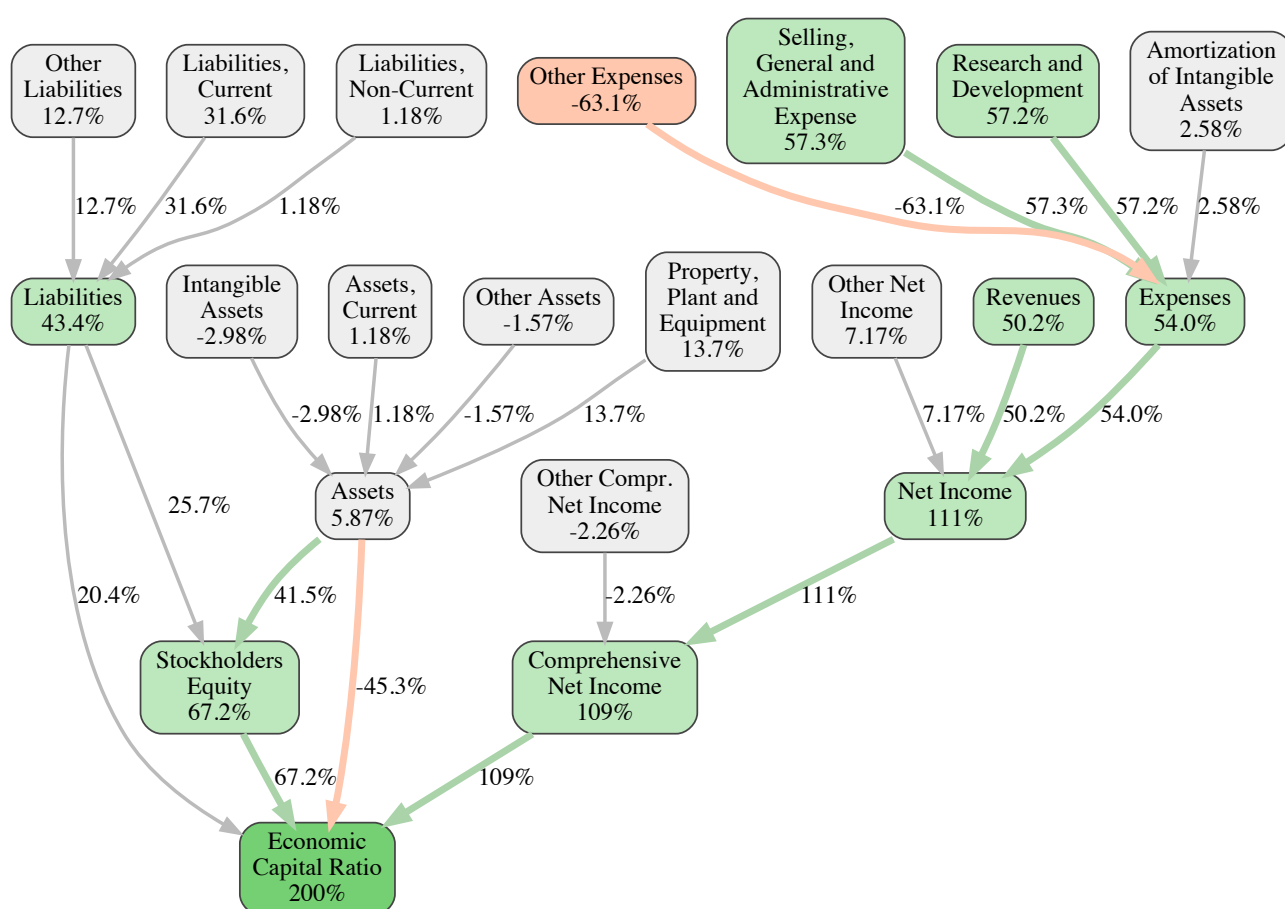 Other
Liabilities
12.7%
Liabilities,
Current
31.6%
Liabilities,
Non-Current
1.18%
Other Expenses
-63.1%
Selling,
General and
Administrative
Expense
57.3%
Research and
Development
57.2%
Amortization
of Intangible
Assets
2.58%
12.7%
31.6%
1.18%
-63.1%
57.3%
57.2%
2.58%
Liabilities
43.4%
Intangible
Assets
-2.98%
Assets,
Current
1.18%
Other Assets
-1.57%
Property,
Plant and
Equipment
13.7%
Other Net
Income
7.17%
Revenues
50.2%
Expenses
54.0%
-2.98%
1.18%
-1.57%
13.7%
7.17%
50.2%
54.0%
25.7%
Assets
5.87%
Other Compr.
Net Income
-2.26%
Net Income
111%
20.4%
41.5%
-2.26%
111%
Stockholders
Equity
67.2%
-45.3%
Comprehensive
Net Income
109%
67.2%
109%
Economic
Capital Ratio
200%